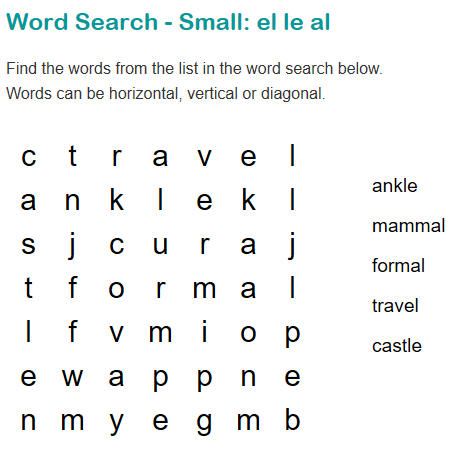 Word Search - Small: el le al
Find the words from the list in the word search below.
Words can be horizontal, vertical or diagonal.
c t r a v e l
a n k l e k l
s j c u r a j
t f o r m a l
l f v m i o p
e w a p p n e
n m y e g m b
ankle
mammal
formal
travel
castle